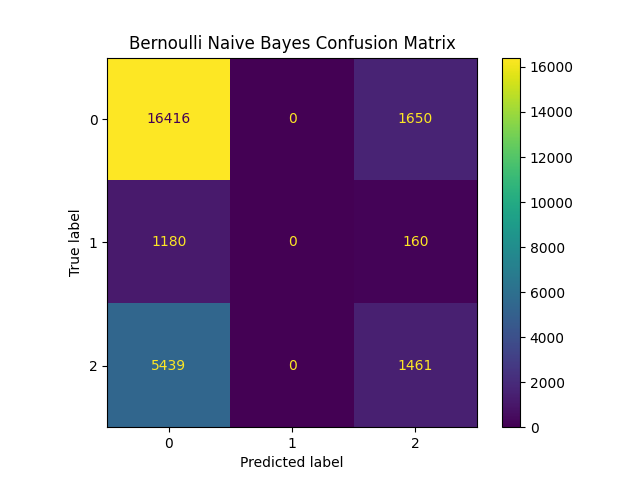 Bernoulli Naive Bayes Confusion Matrix
True label
0
16416 0 1650
1
1180 0 160
2
5439 0 1461
0 1 2
Predicted label
16000
14000
12000
10000
8000
6000
4000
2000
0